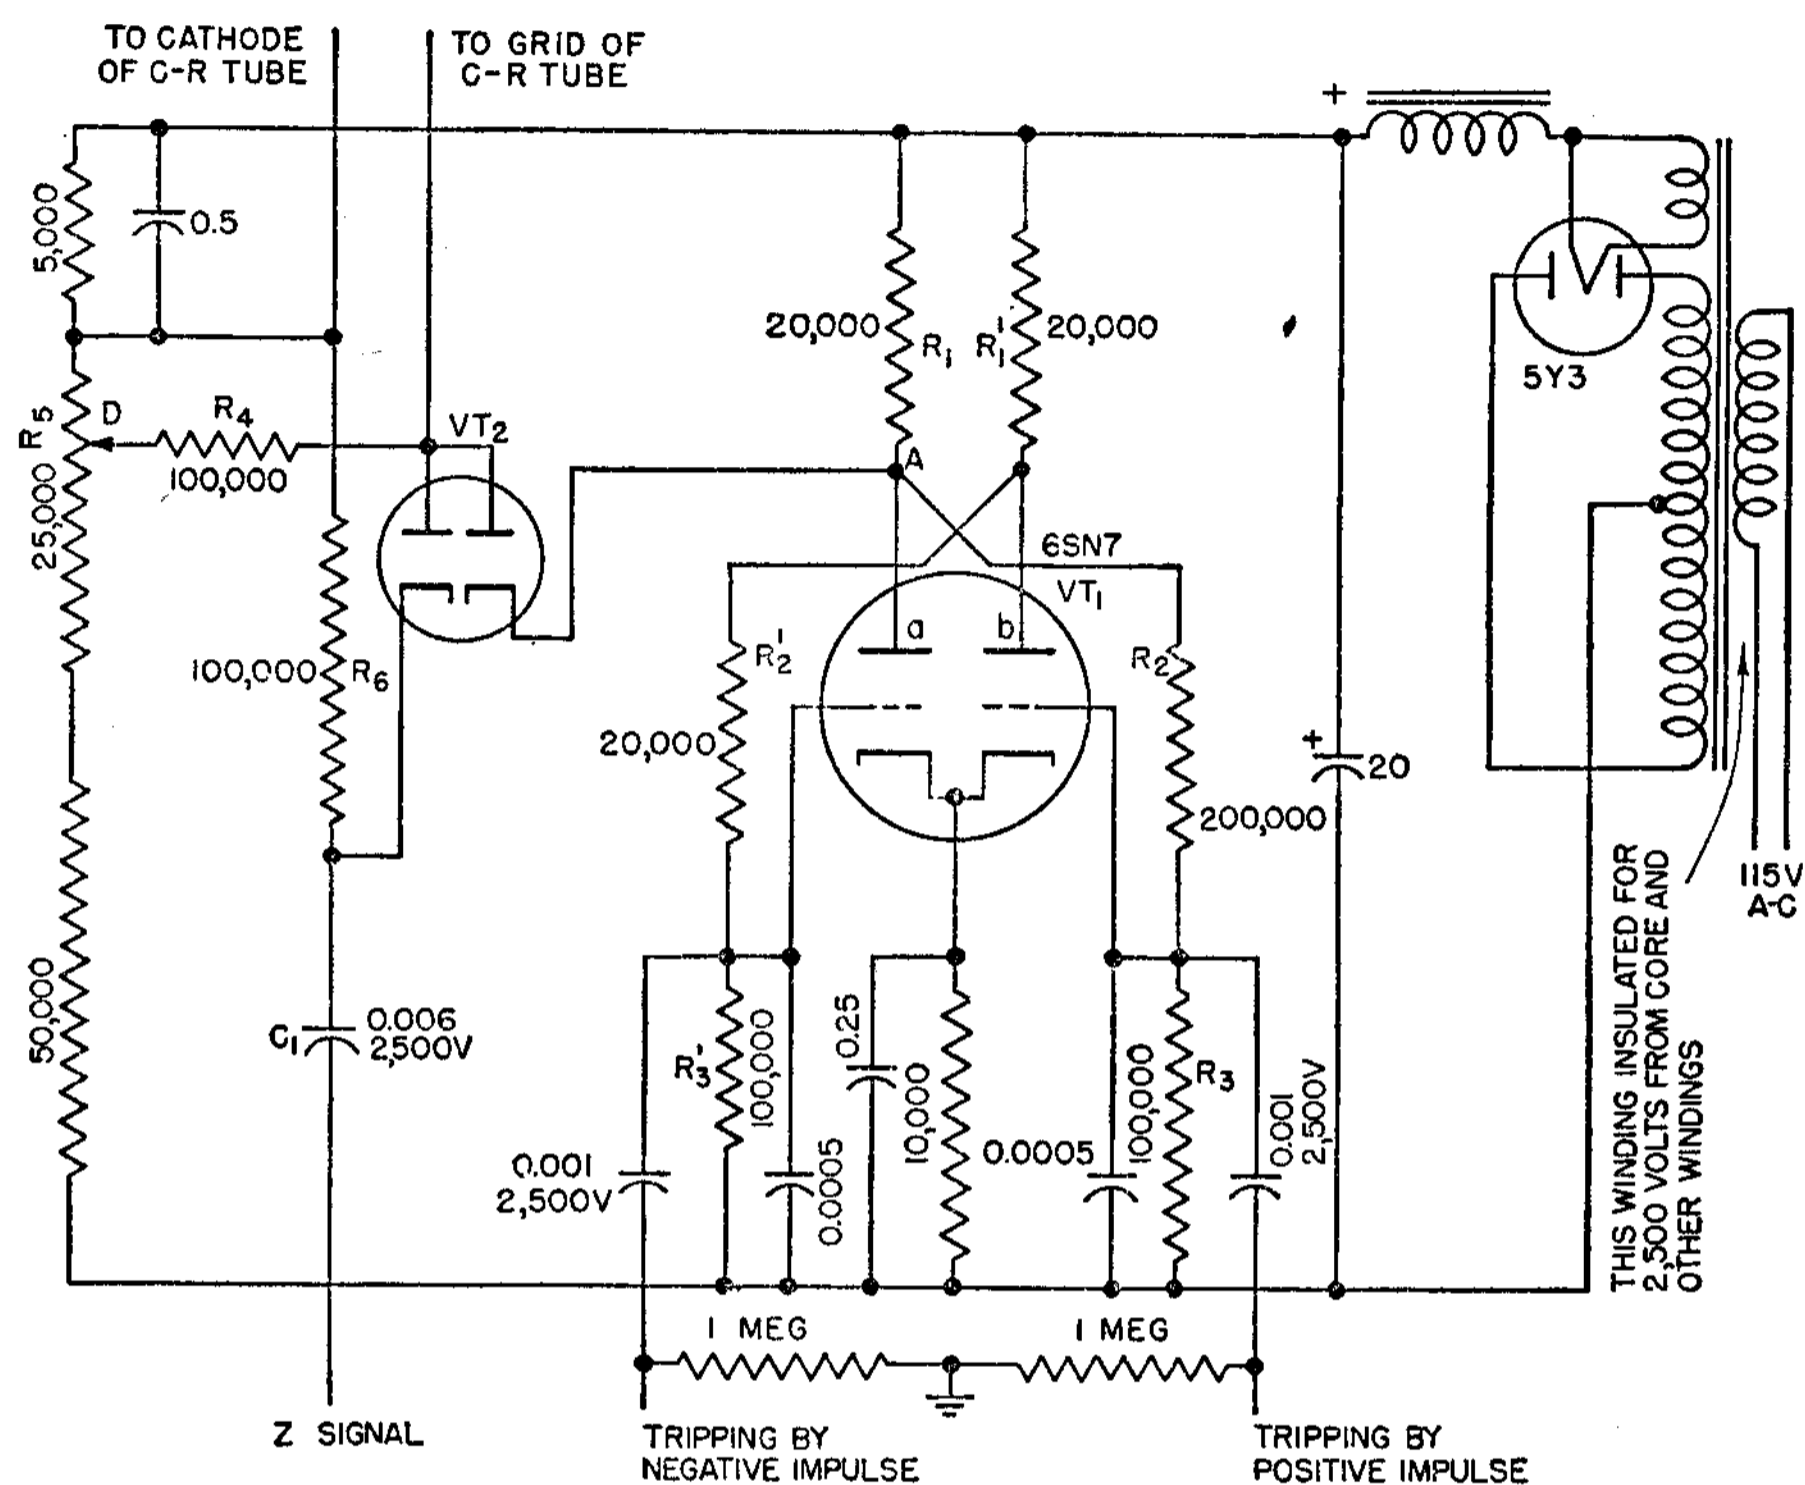 TO CATHODE
OF C-R TUBE
TO GRID OF
C-R TUBE
+
5,000
0.5
20,000
R1
R1'
20,000
5Y3
R5
25,000
D
R4
100,000
VT2
A
6SN7
VT1
a
b
100,000
R6
R2'
20,000
R2
200,000
+
20
115V
A-C
THIS WINDING INSULATED FOR
2,500 VOLTS FROM CORE AND
OTHER WINDINGS
50,000
C1
0.006
2,500V
R3'
100,000
0.25
10,000
0.0005
0.0005
100,000
R3
0.001
2,500V
0.001
2,500V
1 MEG
1 MEG
Z SIGNAL
TRIPPING BY
NEGATIVE IMPULSE
TRIPPING BY
POSITIVE IMPULSE